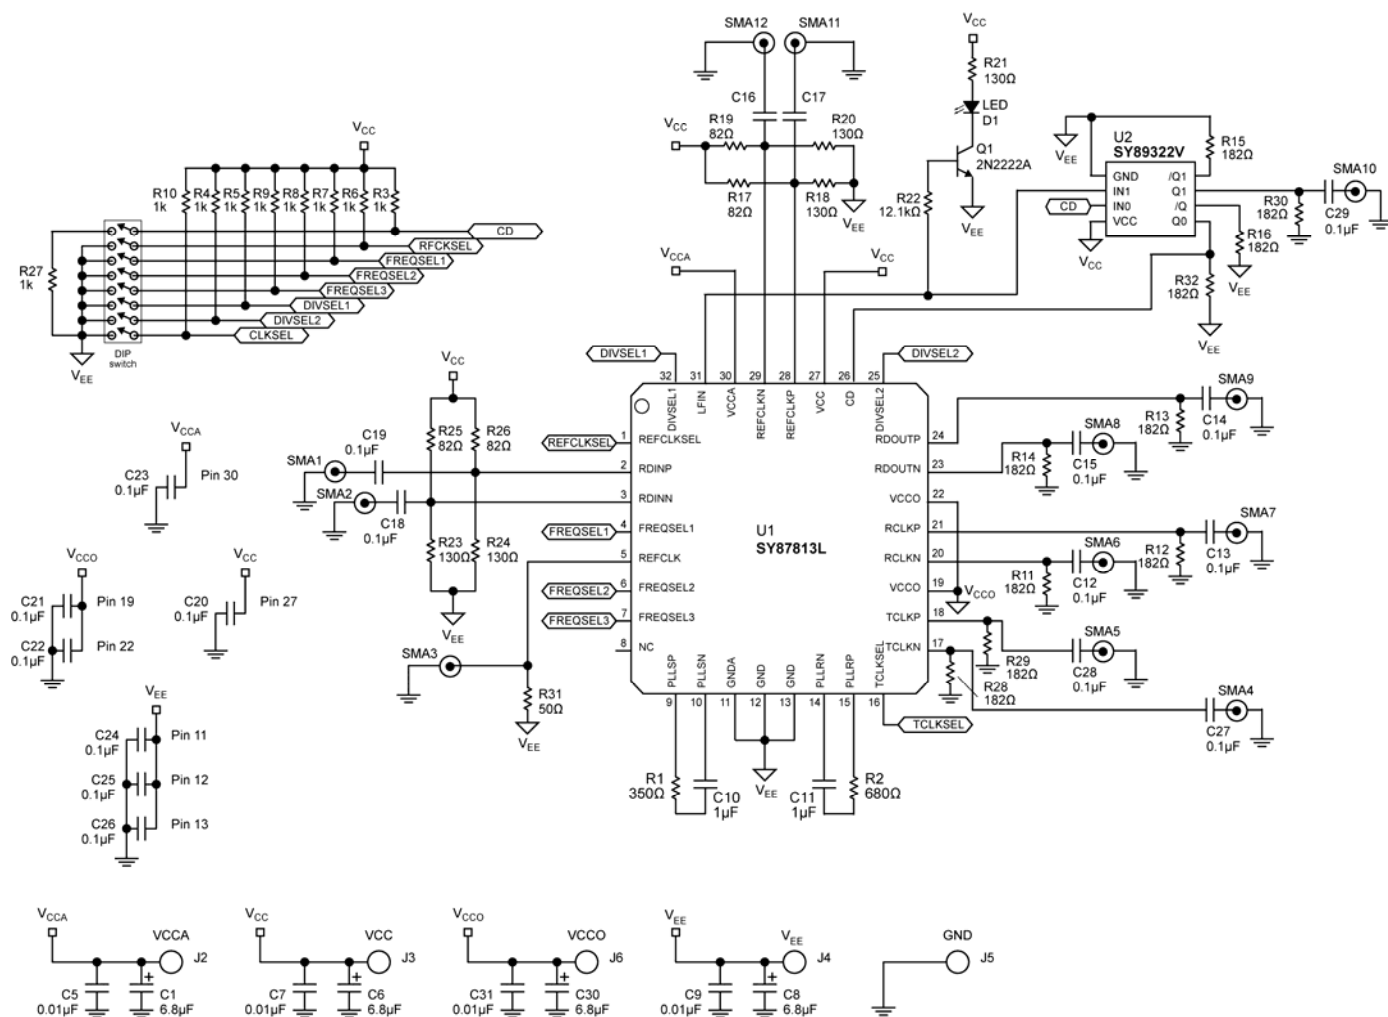 SMA12
SMA11
VCC
R21
130Ω
C16
C17
LED
D1
R19
82Ω
R20
130Ω
VCC
R17
82Ω
R18
130Ω
VEE
Q1
2N2222A
R22
12.1kΩ
VEE
VEE
U2
SY89322V
GND
IN1
IN0
VCC
/Q1
Q1
/Q
Q0
CD
VCC
R15
182Ω
SMA10
R30
182Ω
C29
0.1µF
R16
182Ω
VEE
R32
182Ω
VEE
VCC
R10
1k
R4
1k
R5
1k
R9
1k
R8
1k
R7
1k
R6
1k
R3
1k
CD
RFCKSEL
FREQSEL1
FREQSEL2
FREQSEL3
DIVSEL1
DIVSEL2
CLKSEL
R27
1k
DIP
switch
VEE
VCCA
VCC
DIVSEL1
DIVSEL2
32
31
30
29
28
27
26
25
DIVSEL1
LFIN
VCCA
REFCLKN
REFCLKP
VCC
CD
DIVSEL2
U1
SY87813L
REFCLKSEL
1
REFCLKSEL
2
RDINP
3
RDINN
FREQSEL1
4
FREQSEL1
5
REFCLK
FREQSEL2
6
FREQSEL2
FREQSEL3
7
FREQSEL3
8
NC
RDOUTP
24
RDOUTN
23
VCCO
22
RCLKP
21
RCLKN
20
VCCO
19
TCLKP
18
TCLKN
17
PLLSP
PLLSN
GNDA
GND
GND
PLLRN
PLLRP
TCLKSEL
9
10
11
12
13
14
15
16
TCLKSEL
VCC
R25
82Ω
R26
82Ω
C19
0.1µF
SMA1
SMA2
C18
0.1µF
R23
130Ω
R24
130Ω
VEE
SMA3
R31
50Ω
VEE
R1
350Ω
C10
1µF
VEE
C11
1µF
R2
680Ω
SMA9
R13
182Ω
C14
0.1µF
SMA8
R14
182Ω
C15
0.1µF
SMA7
R12
182Ω
C13
0.1µF
SMA6
R11
182Ω
C12
0.1µF
VCCO
SMA5
R29
182Ω
C28
0.1µF
R28
182Ω
SMA4
C27
0.1µF
VCCA
C23
0.1µF
Pin 30
VCCO
C21
0.1µF
Pin 19
C22
0.1µF
Pin 22
VCC
C20
0.1µF
Pin 27
VEE
C24
0.1µF
Pin 11
C25
0.1µF
Pin 12
C26
0.1µF
Pin 13
VCCA
VCCA
J2
C5
0.01µF
C1
6.8µF
+
VCC
VCC
J3
C7
0.01µF
C6
6.8µF
+
VCCO
VCCO
J6
C31
0.01µF
C30
6.8µF
+
VEE
VEE
J4
C9
0.01µF
C8
6.8µF
+
GND
J5